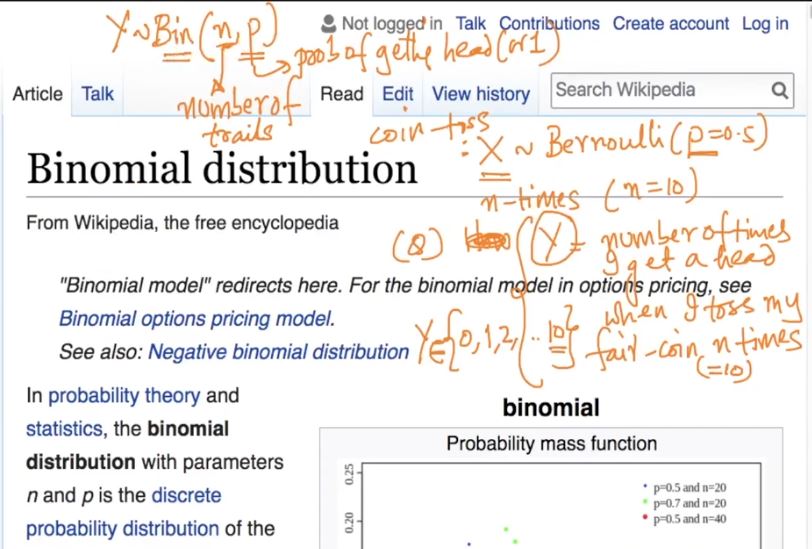 Y ~ Bin (n, p)
Not logged in Talk Contributions Create account Log in
prob of gethe head (or 1)
Article Talk Read Edit View history Search Wikipedia
number of
trails
coin-toss
: X ~ Bernoulli (p=0.5)
Binomial distribution
n-times (n=10)
From Wikipedia, the free encyclopedia
(Q) Y = number of times
I get a head
"Binomial model" redirects here. For the binomial model in options pricing, see
Binomial options pricing model.
when I toss my
See also: Negative binomial distribution
Y ∈ {0, 1, 2, .. 10}
fair-coin n times
(=10)
In probability theory and
statistics, the binomial
distribution with parameters
n and p is the discrete
probability distribution of the
binomial
Probability mass function
0.25
0.20
p=0.5 and n=20
p=0.7 and n=20
p=0.5 and n=40